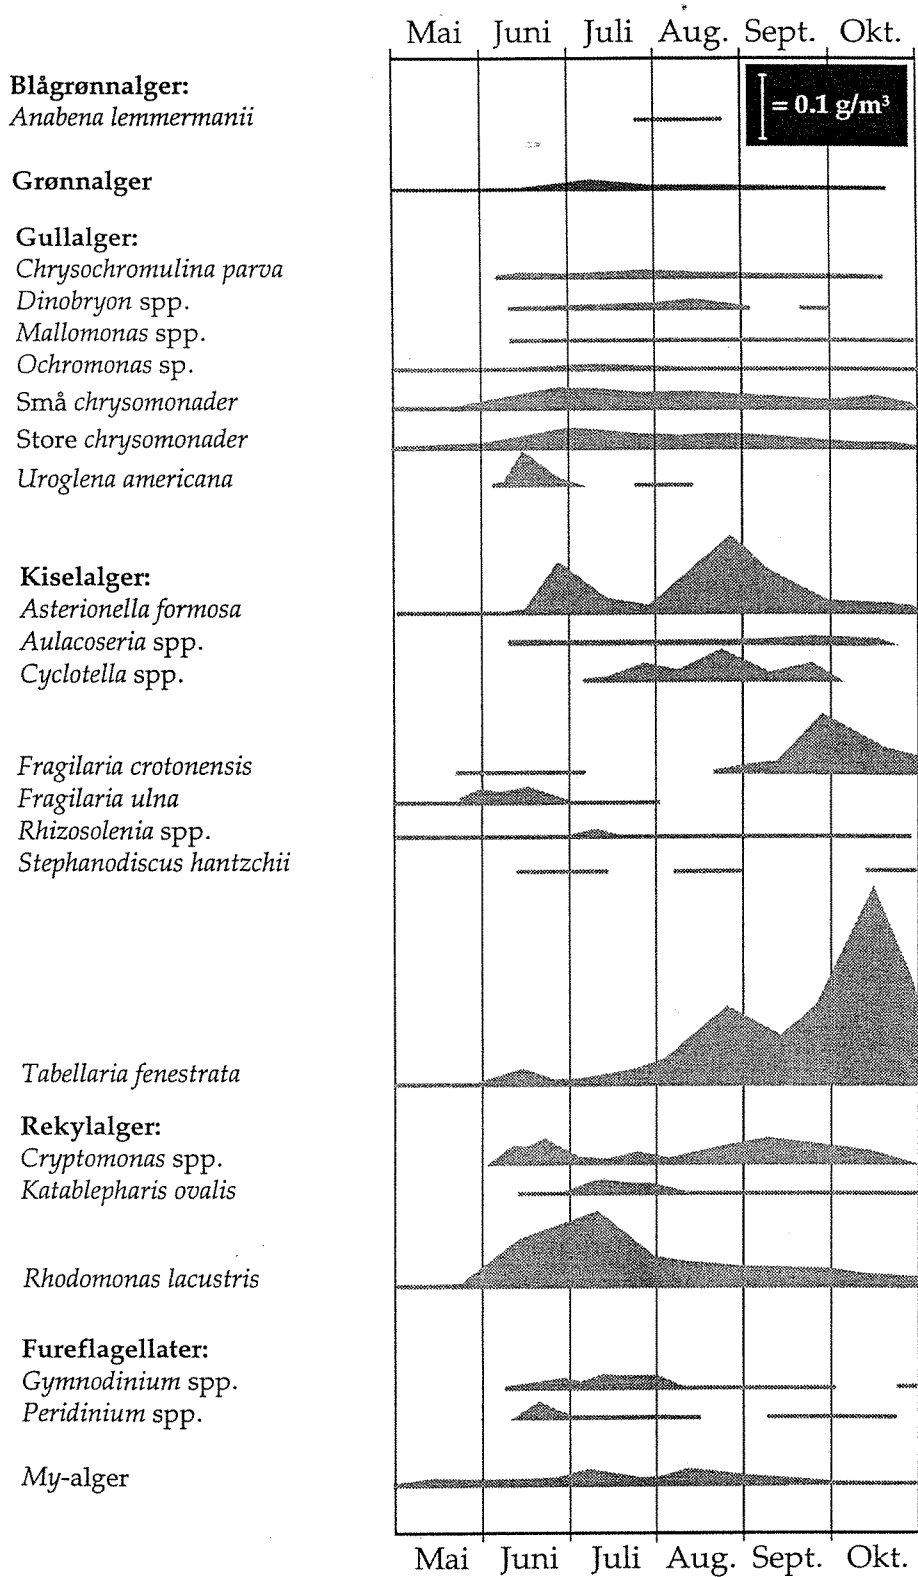 Mai Juni Juli Aug. Sept. Okt.
Blågrønnalger:
Anabena lemmermanii
= 0.1 g/m³
Grønnalger
Gullalger:
Chrysochromulina parva
Dinobryon spp.
Mallomonas spp.
Ochromonas sp.
Små chrysomonader
Store chrysomonader
Uroglena americana
Kiselalger:
Asterionella formosa
Aulacoseria spp.
Cyclotella spp.
Fragilaria crotonensis
Fragilaria ulna
Rhizosolenia spp.
Stephanodiscus hantzchii
Tabellaria fenestrata
Rekylalger:
Cryptomonas spp.
Katablepharis ovalis
Rhodomonas lacustris
Fureflagellater:
Gymnodinium spp.
Peridinium spp.
My-alger
Mai Juni Juli Aug. Sept. Okt.